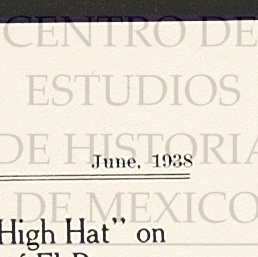 CENTRO DE
ESTUDIOS
DE HISTORIA
June, 1938
DE MEXICO
High Hat" on